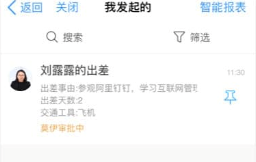 返回 关闭 我发起的 智能报表
搜索 筛选
刘露露的出差 11:30
出差事由:参观阿里钉钉，学习互联网管理
出差天数:2
交通工具:飞机
莫伊审批中